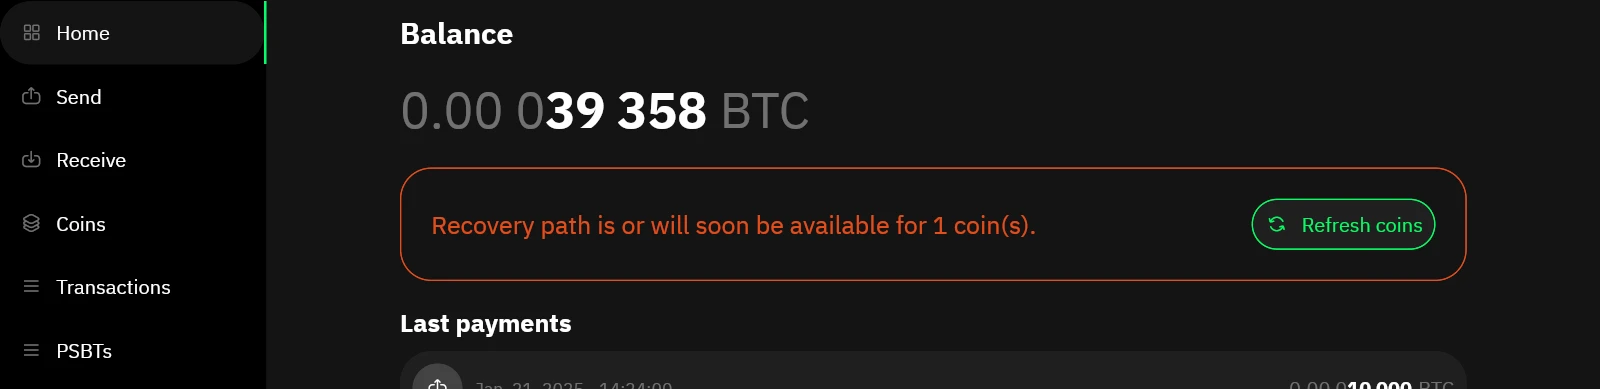 Home
Send
Receive
Coins
Transactions
PSBTs
Balance
0.00 039 358 BTC
Recovery path is or will soon be available for 1 coin(s).
Refresh coins
Last payments
Jan. 21, 2025 - 14:24:00
0.00 010 000 BTC